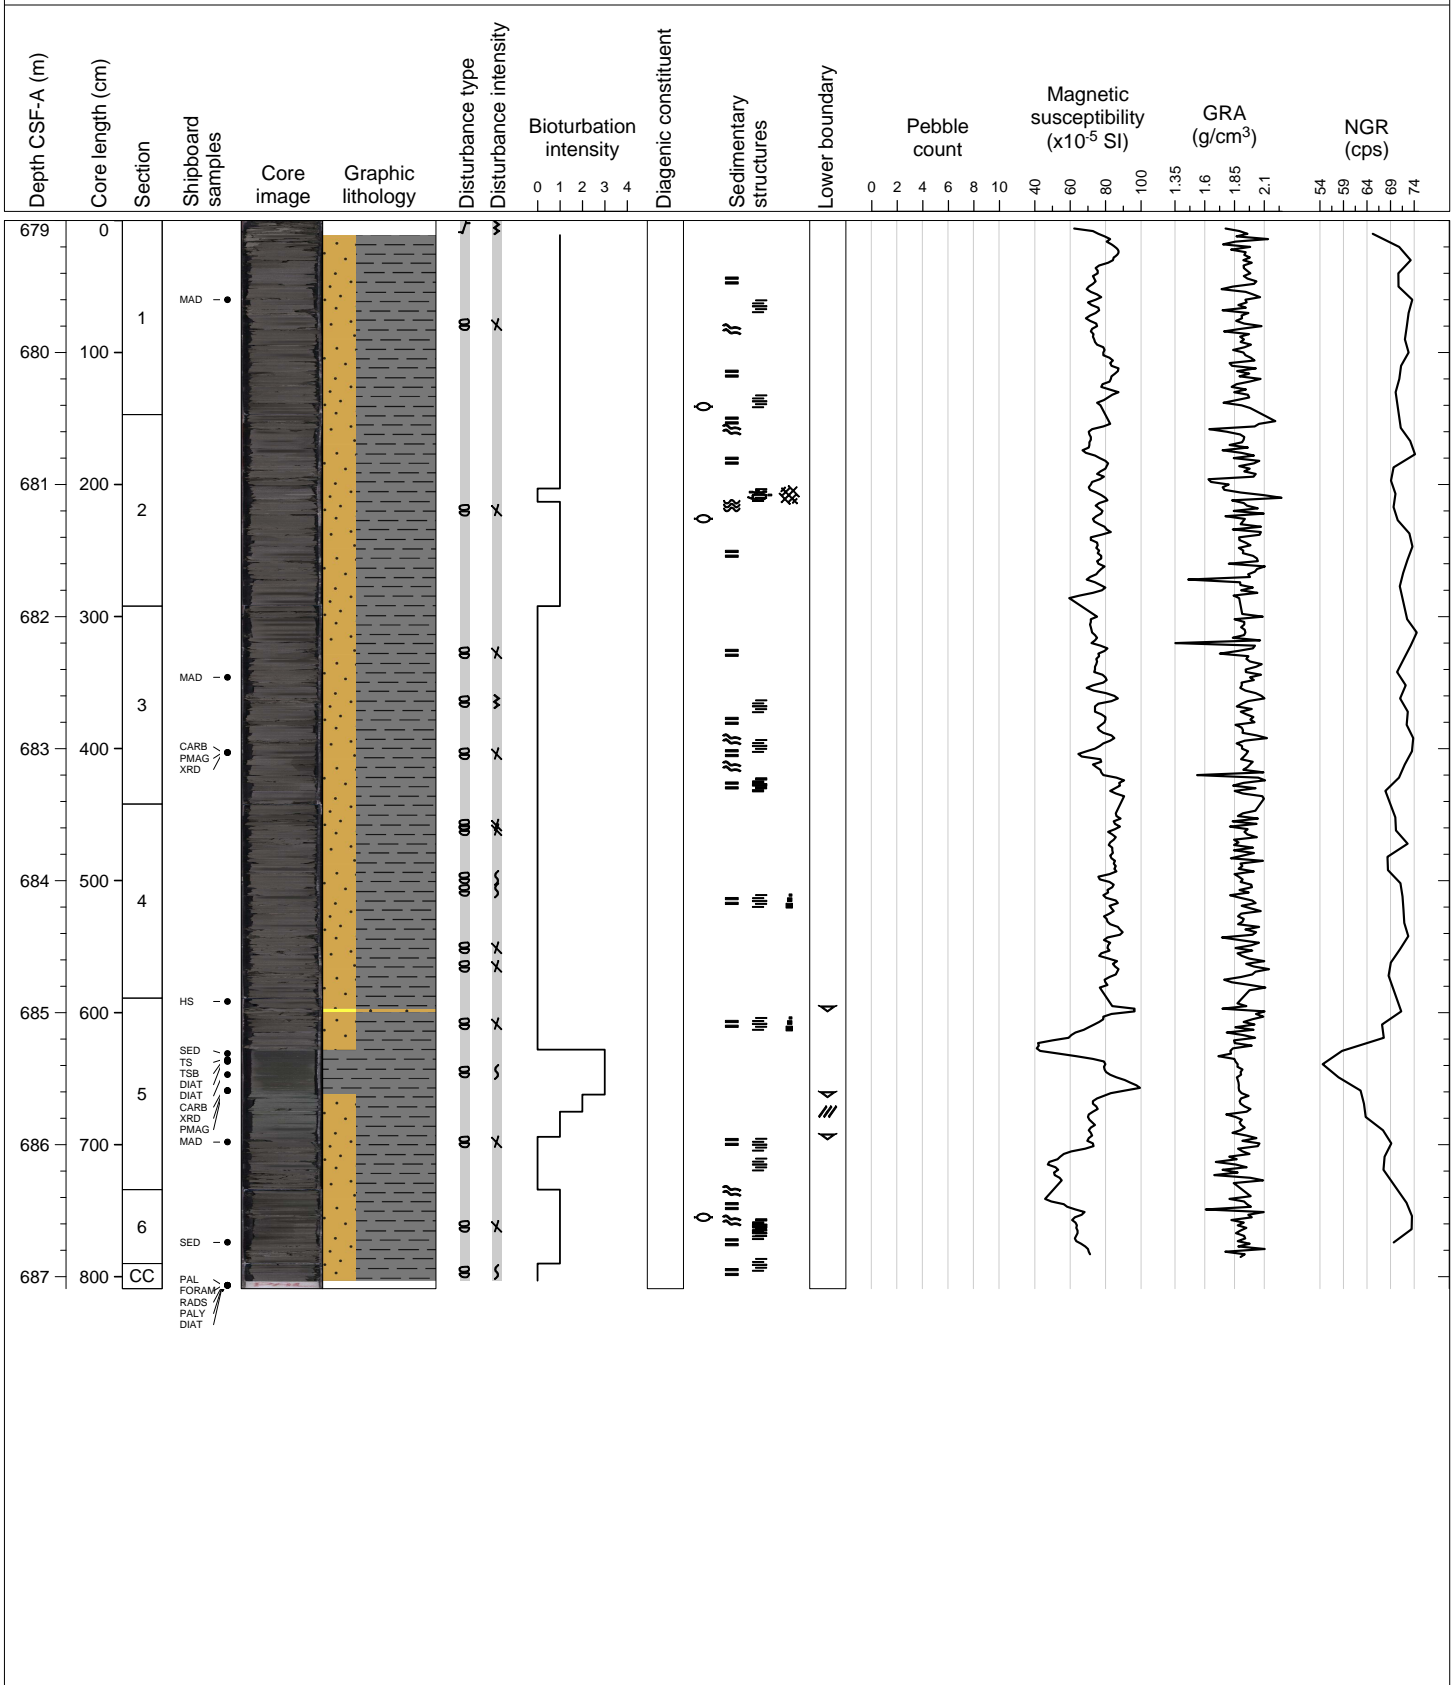 Depth CSF-A (m)
Core length (cm)
Section
Shipboard
samples
Core
image
Graphic
lithology
Disturbance type
Disturbance intensity
Bioturbation
intensity
0 1 2 3 4
Diagenic constituent
Sedimentary
structures
Lower boundary
Pebble
count
0 2 4 6 8 10
Magnetic
susceptibility
(x10-5 SI)
40 60 80 100
GRA
(g/cm3)
1.35 1.6 1.85 2.1
NGR
(cps)
54 59 64 69 74
679 0
MAD
1
680 100
681 200
2
682 300
MAD
3
683 400
CARB
PMAG
XRD
684 500
4
HS
685 600
SED
TS
TSB
DIAT
DIAT
5
CARB
XRD
PMAG
MAD
686 700
6
SED
687 800
CC
PAL
FORAM
RADS
PALY
DIAT